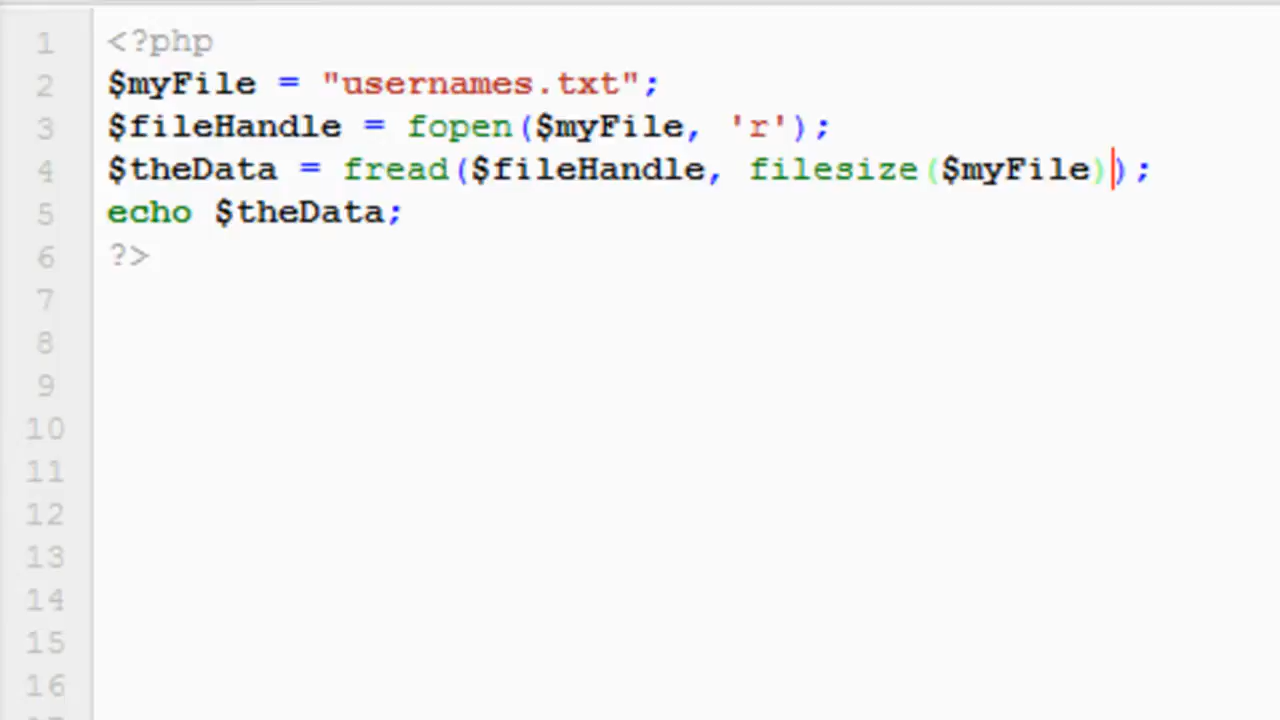 1 <?php
2 $myFile = "usernames.txt";
3 $fileHandle = fopen($myFile, 'r');
4 $theData = fread($fileHandle, filesize($myFile));
5 echo $theData;
6 ?>
7
8
9
10
11
12
13
14
15
16